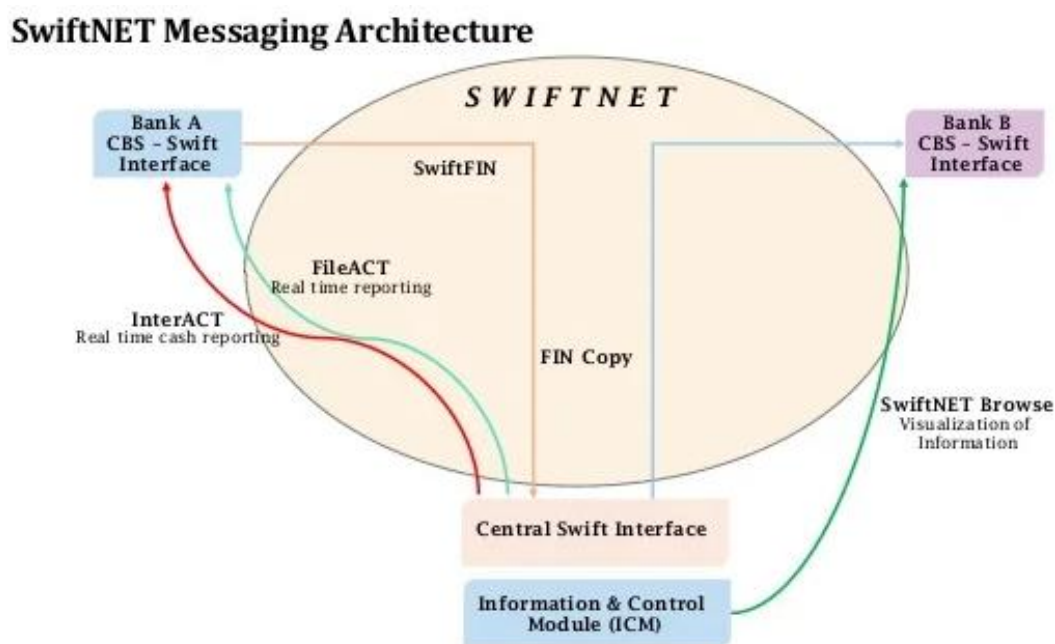 SwiftNET Messaging Architecture
S W I F T N E T
Bank A
CBS – Swift
Interface
Bank B
CBS – Swift
Interface
SwiftFIN
FileACT
Real time reporting
InterACT
Real time cash reporting
FIN Copy
SwiftNET Browse
Visualization of
Information
Central Swift Interface
Information & Control
Module (ICM)